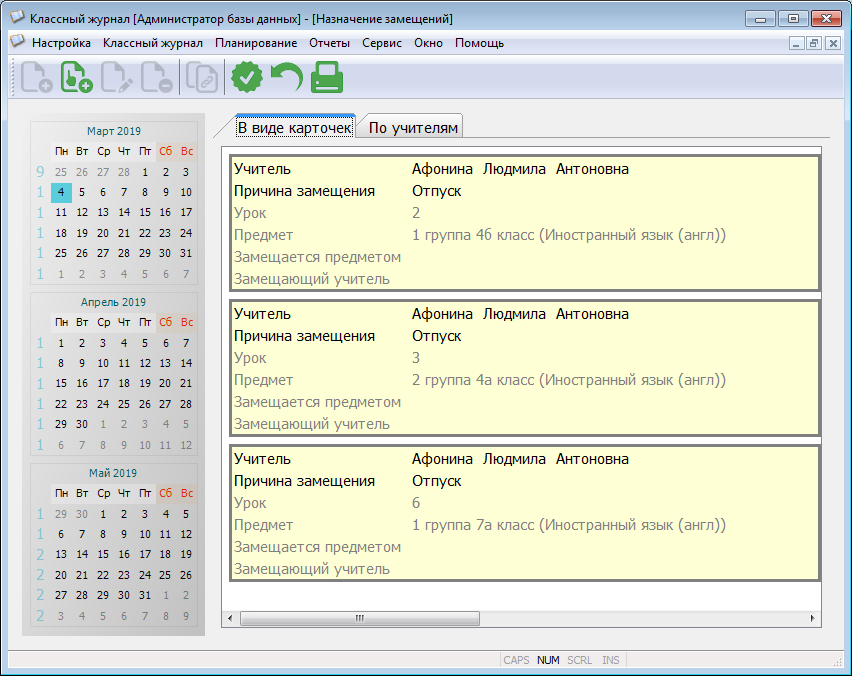 Классный журнал [Администратор базы данных] - [Назначение замещений]
Настройка Классный журнал Планирование Отчеты Сервис Окно Помощь
В виде карточек По учителям
Март 2019
Пн Вт Ср Чт Пт Сб Вс
9 25 26 27 28 1 2 3
1 4 5 6 7 8 9 10
1 11 12 13 14 15 16 17
1 18 19 20 21 22 23 24
1 25 26 27 28 29 30 31
1 1 2 3 4 5 6 7
Апрель 2019
Пн Вт Ср Чт Пт Сб Вс
1 1 2 3 4 5 6 7
1 8 9 10 11 12 13 14
1 15 16 17 18 19 20 21
1 22 23 24 25 26 27 28
1 29 30 1 2 3 4 5
1 6 7 8 9 10 11 12
Май 2019
Пн Вт Ср Чт Пт Сб Вс
1 29 30 1 2 3 4 5
1 6 7 8 9 10 11 12
2 13 14 15 16 17 18 19
2 20 21 22 23 24 25 26
2 27 28 29 30 31 1 2
2 3 4 5 6 7 8 9
Учитель Афонина Людмила Антоновна
Причина замещения Отпуск
Урок 2
Предмет 1 группа 4б класс (Иностранный язык (англ))
Замещается предметом
Замещающий учитель
Учитель Афонина Людмила Антоновна
Причина замещения Отпуск
Урок 3
Предмет 2 группа 4а класс (Иностранный язык (англ))
Замещается предметом
Замещающий учитель
Учитель Афонина Людмила Антоновна
Причина замещения Отпуск
Урок 6
Предмет 1 группа 7а класс (Иностранный язык (англ))
Замещается предметом
Замещающий учитель
CAPS NUM SCRL INS